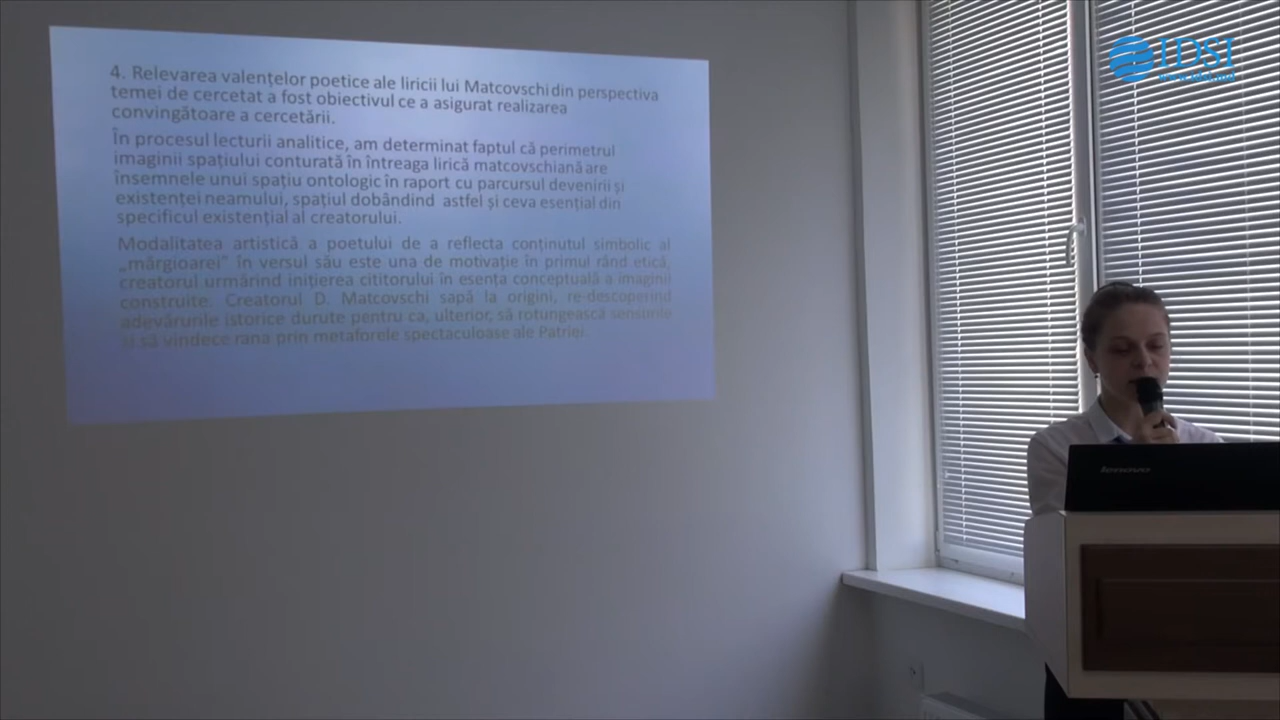 4. Relevarea valențelor poetice ale liricii lui Matcovschi din perspectiva
temei de cercetat a fost obiectivul ce a asigurat realizarea
convingătoare a cercetării.
În procesul lecturii analitice, am determinat faptul că perimetrul
imaginii spațiului conturată în întreaga lirică matcovschiană are
însemnele unui spațiu ontologic în raport cu parcursul devenirii și
existenței neamului, spațiul dobândind astfel și ceva esențial din
specificul existențial al creatorului.
Modalitatea artistică a poetului de a reflecta conținutul simbolic al
„mărgioarei” în versul său este una de motivație în primul rând etică,
creatorul urmărind inițierea cititorului în esența conceptuală a imaginii
construite. Creatorul D. Matcovschi sapă la origini, re-descoperind
adevărurile istorice durute pentru ca, ulterior, să rotungească sensurile
și să vindece rana prin metaforele spectaculoase ale Patriei
IDSI
www.idsi.md
lenovo